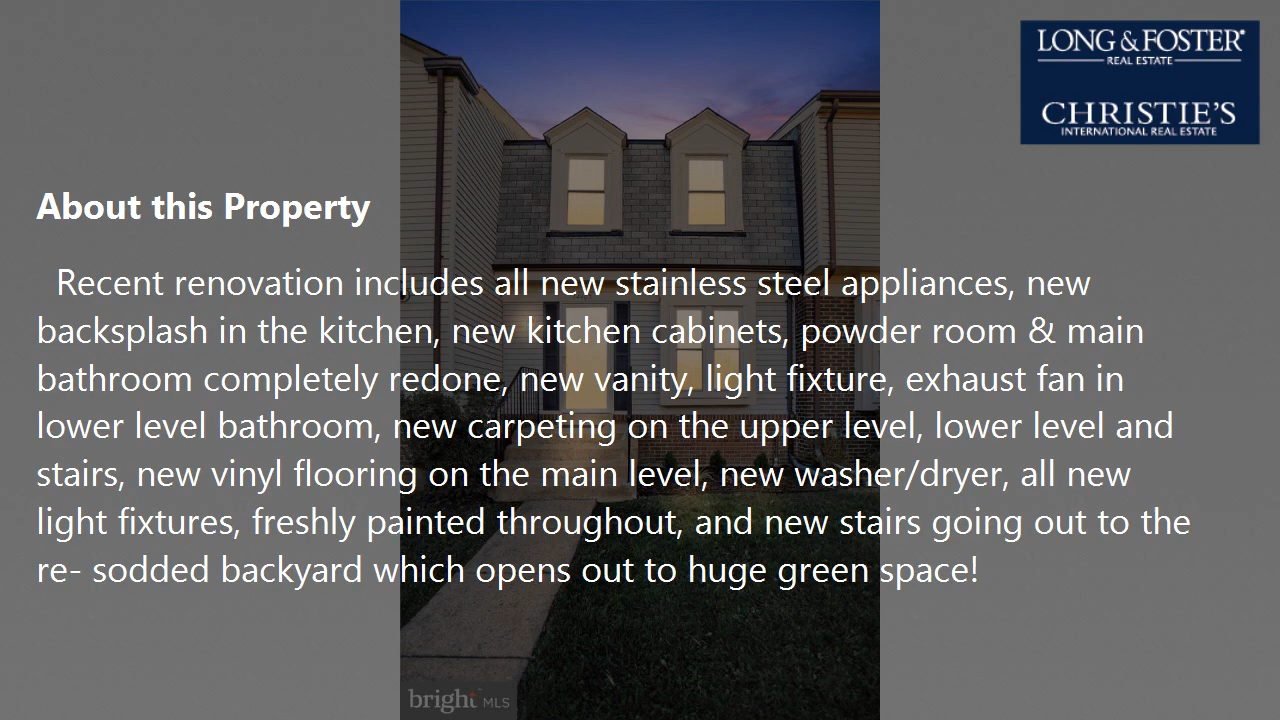 LONG & FOSTER®
REAL ESTATE
CHRISTIE'S
INTERNATIONAL REAL ESTATE
About this Property
Recent renovation includes all new stainless steel appliances, new
backsplash in the kitchen, new kitchen cabinets, powder room & main
bathroom completely redone, new vanity, light fixture, exhaust fan in
lower level bathroom, new carpeting on the upper level, lower level and
stairs, new vinyl flooring on the main level, new washer/dryer, all new
light fixtures, freshly painted throughout, and new stairs going out to the
re- sodded backyard which opens out to huge green space!
bright MLS